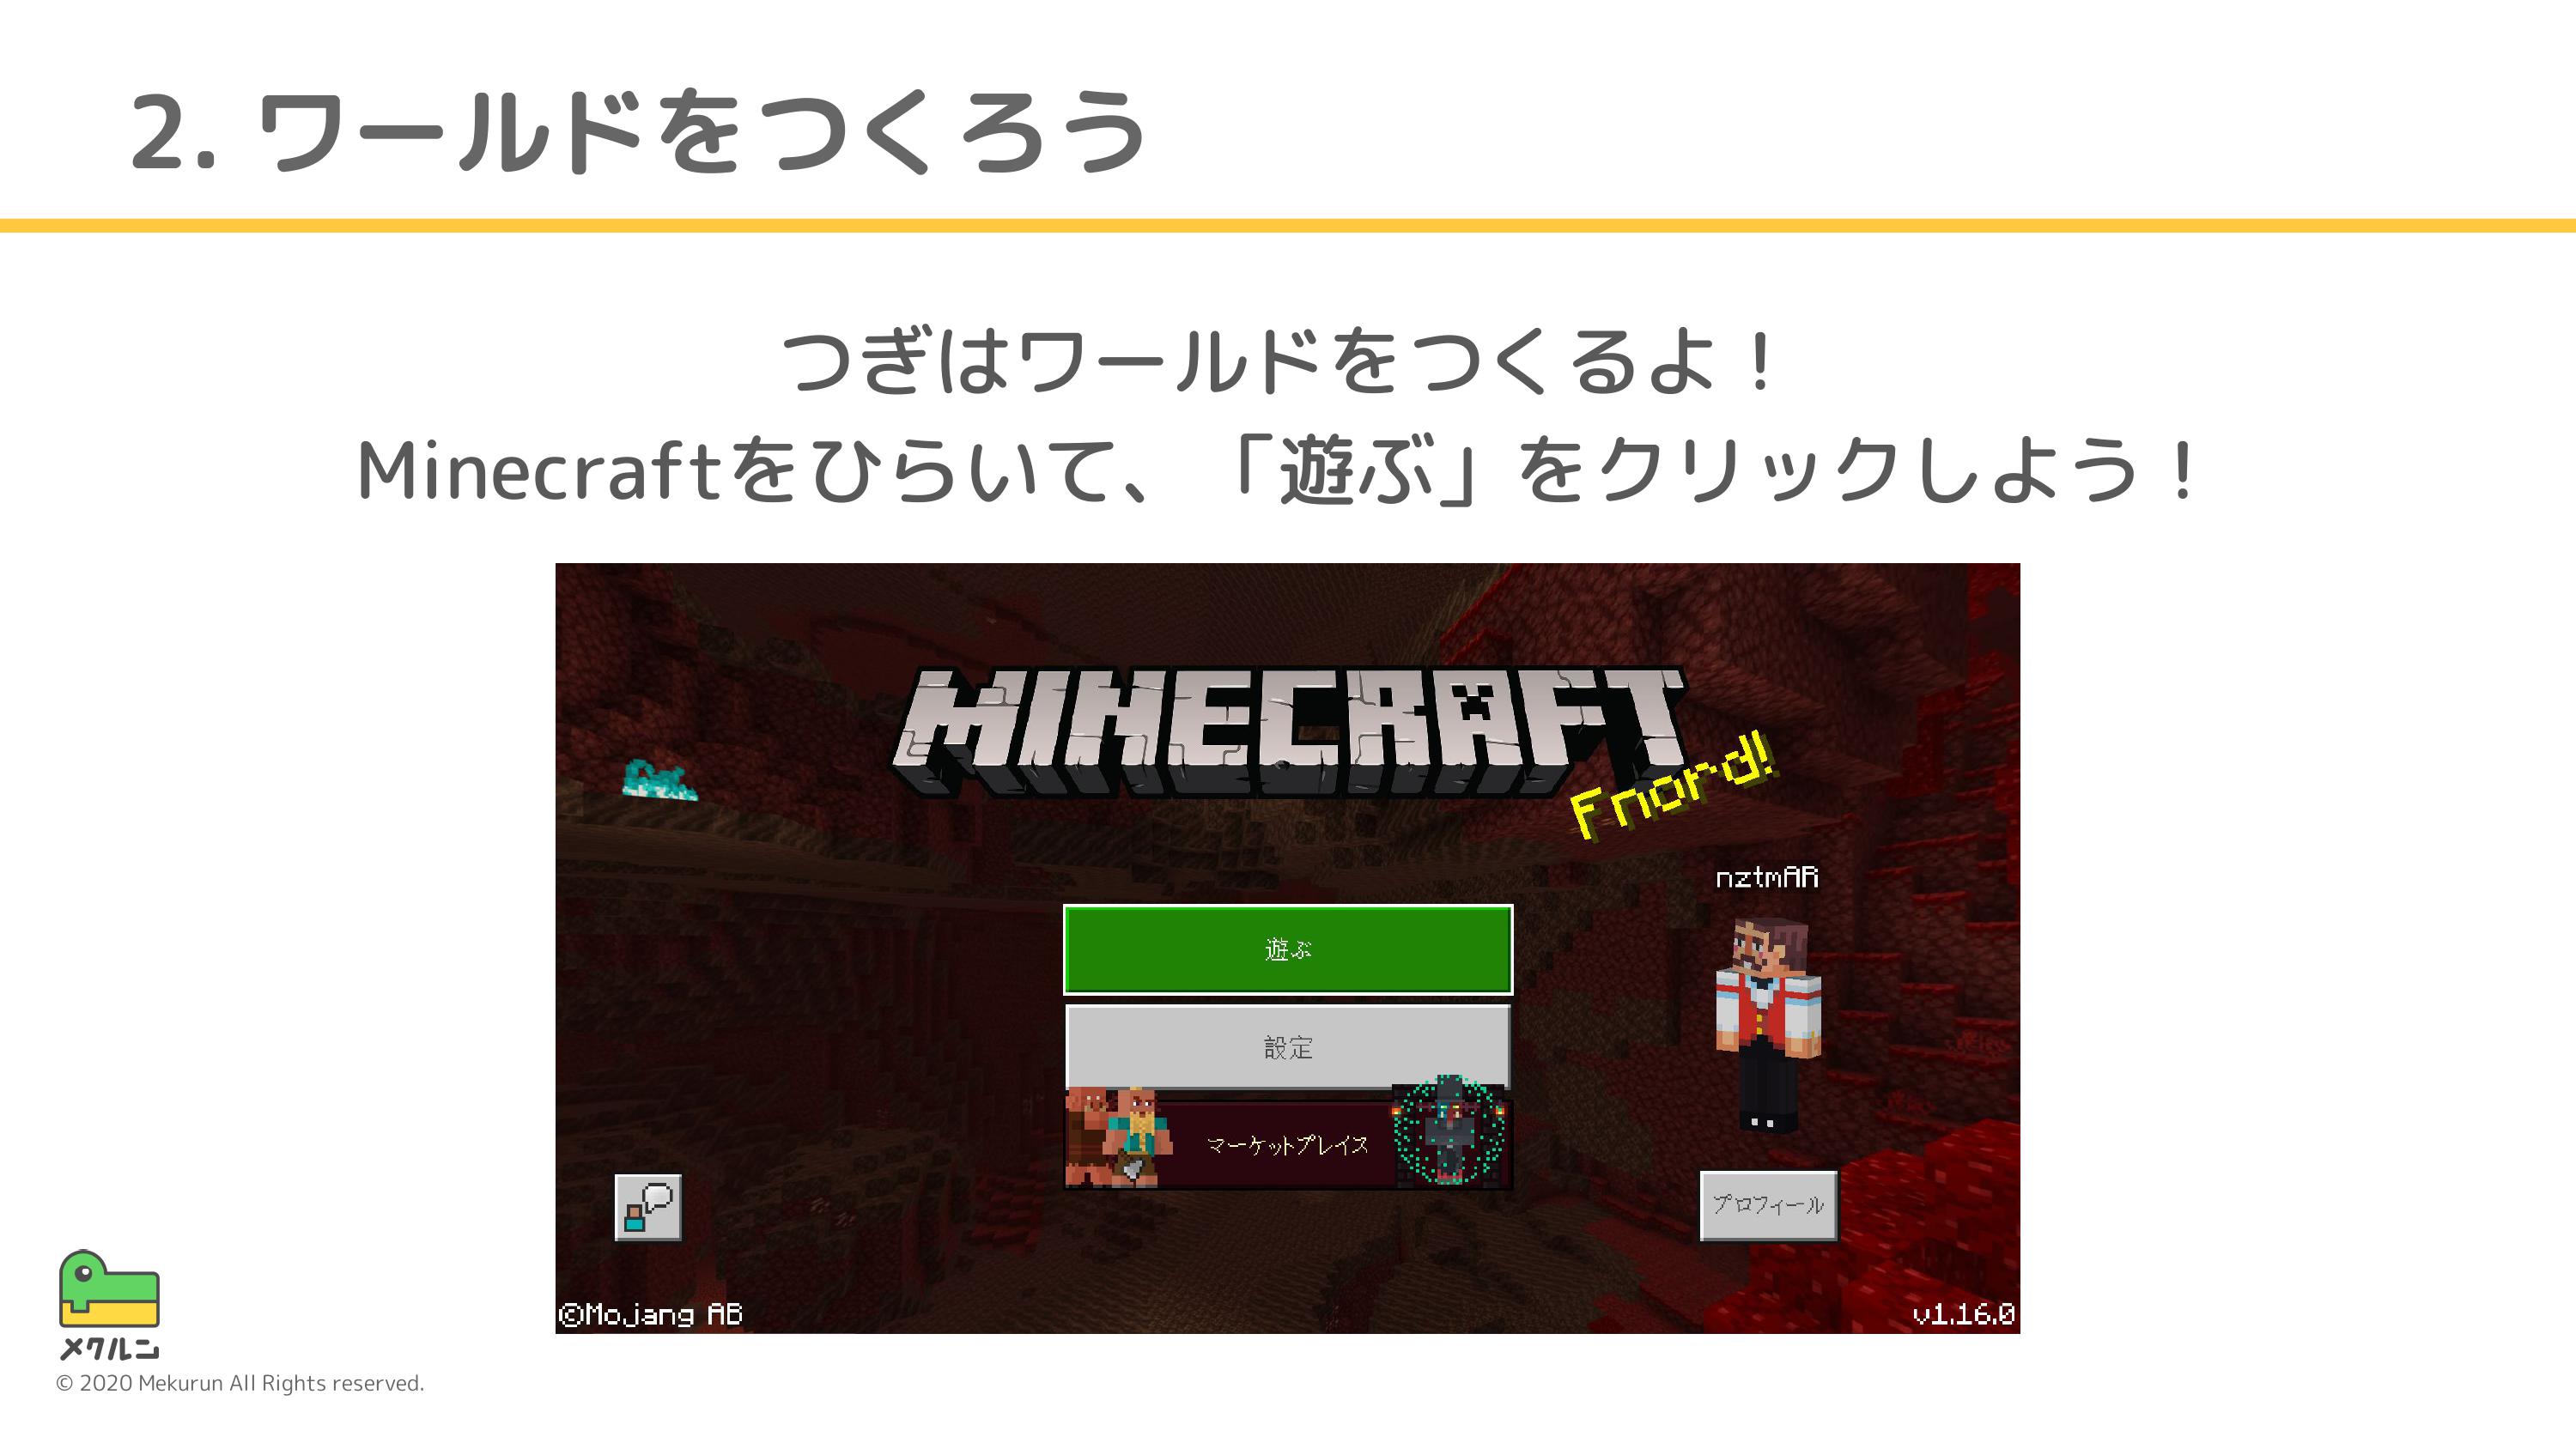 2. ワールドをつくろう
つぎはワールドをつくるよ！
Minecraftをひらいて、「遊ぶ」をクリックしよう！
MINECRAFT
Fnord!
nztmAR
遊ぶ
設定
マーケットプレイス
プロフィール
©Mojang AB
v1.16.0
メクルン
© 2020 Mekurun All Rights reserved.